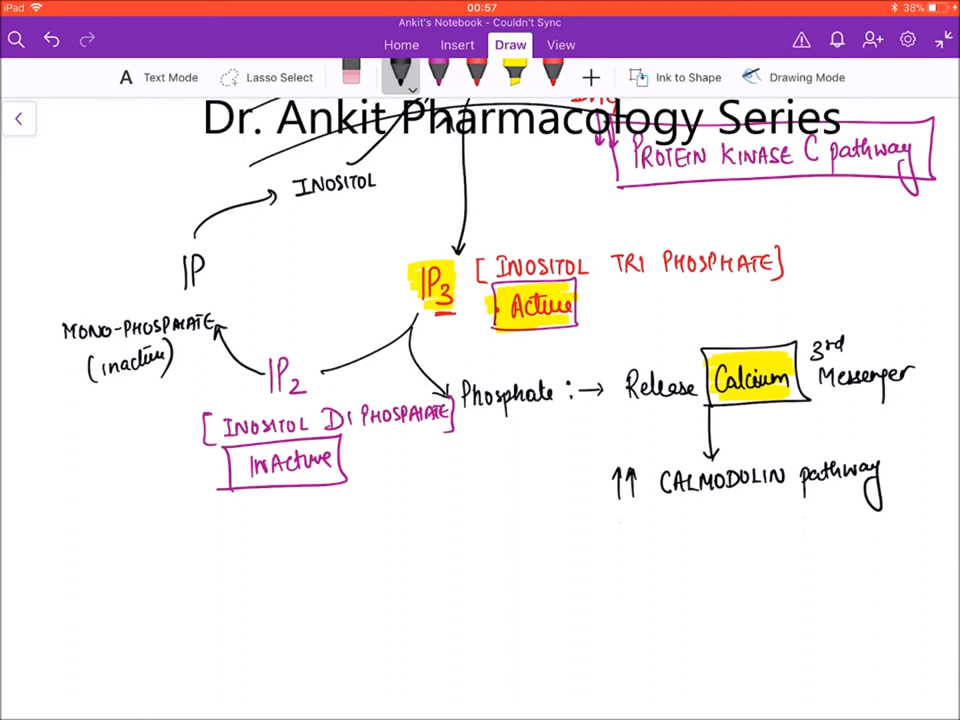 iPad 00:57 38%
Ankit's Notebook - Couldn't Sync
Home Insert Draw View
Text Mode Lasso Select Ink to Shape Drawing Mode
Dr. Ankit Pharmacology Series
PROTEIN KINASE C pathway
INOSITOL
IP
IP3 [INOSITOL TRI PHOSPHATE]
Active
MONO-PHOSPHATE
(inactive)
IP2
[INOSITOL DI PHOSPHATE]
InActive
Phosphate :→ Release Calcium 3rd Messenger
↑↑ CALMODULIN pathway